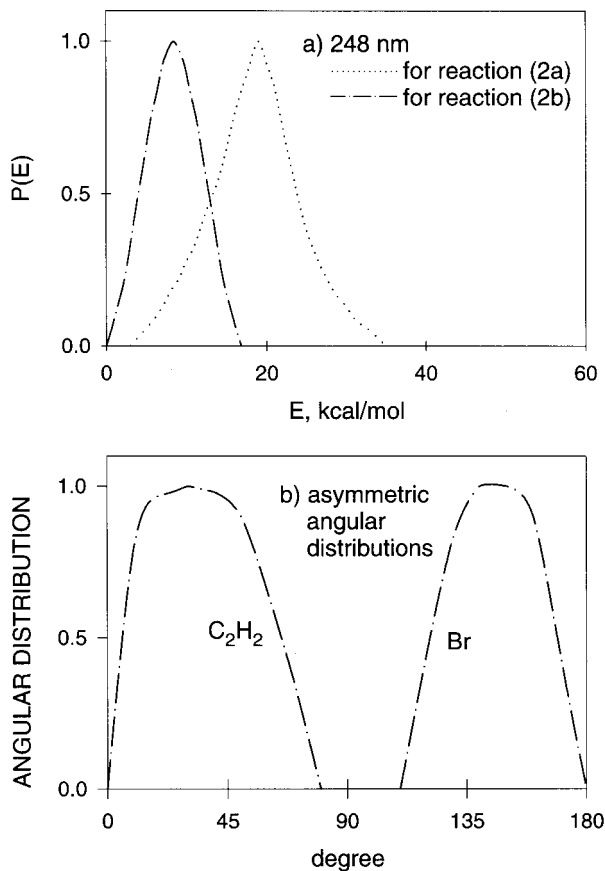 a) 248 nm
for reaction (2a)
for reaction (2b)
P(E)
1.0
0.5
0.0
0
20
40
60
E, kcal/mol
b) asymmetric
angular
distributions
ANGULAR DISTRIBUTION
1.0
0.5
0.0
C₂H₂
Br
0
45
90
135
180
degree